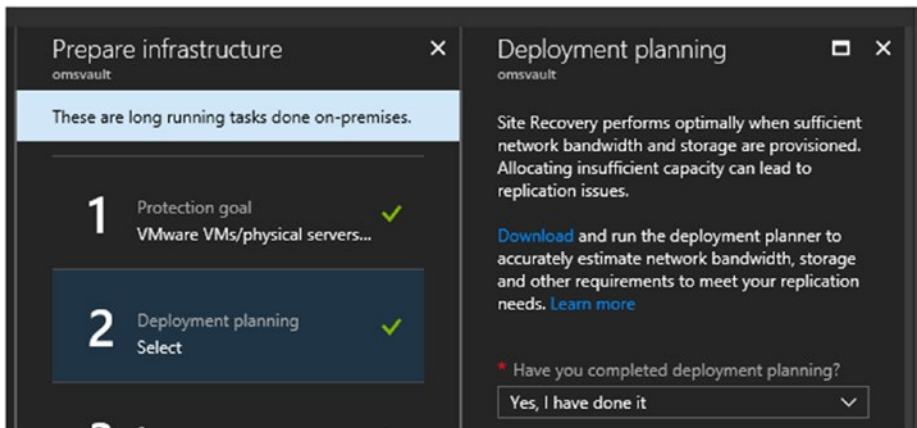 Prepare infrastructure
omsvault
These are long running tasks done on-premises.
1
Protection goal
VMware VMs/physical servers...
2
Deployment planning
Select
Deployment planning
omsvault
Site Recovery performs optimally when sufficient
network bandwidth and storage are provisioned.
Allocating insufficient capacity can lead to
replication issues.
Download and run the deployment planner to
accurately estimate network bandwidth, storage
and other requirements to meet your replication
needs. Learn more
* Have you completed deployment planning?
Yes, I have done it